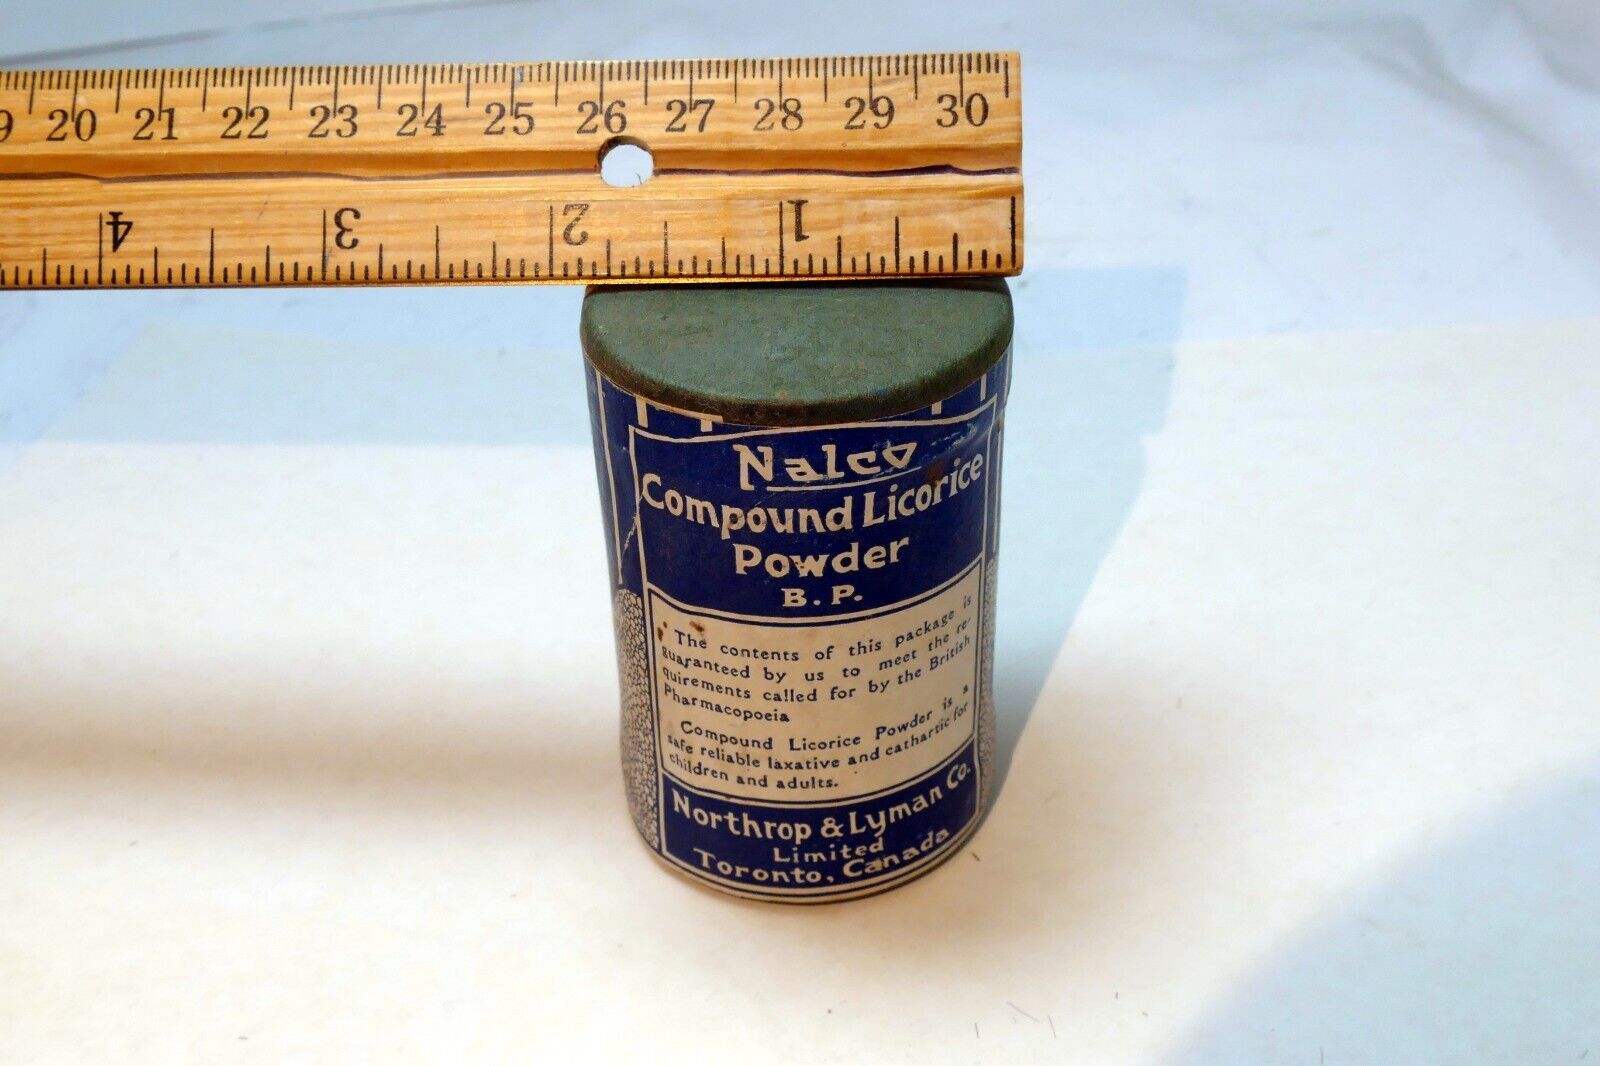 20 21 22 23 24 25 26 27 28 29 30
4 3 2 1
Nalco
Compound Licorice
Powder
B. P.
The contents of this package is
guaranteed by us to meet the re-
quirements called for by the British
Pharmacopoeia
Compound Licorice Powder is a
safe reliable laxative and cathartic for
children and adults.
Northrop & Lyman Co.
Limited
Toronto, Canada